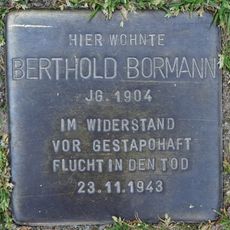 HIER WOHNTE
BERTHOLD BORMANN
JG. 1904
IM WIDERSTAND
VOR GESTAPOHAFT
FLUCHT IN DEN TOD
23.11.1943